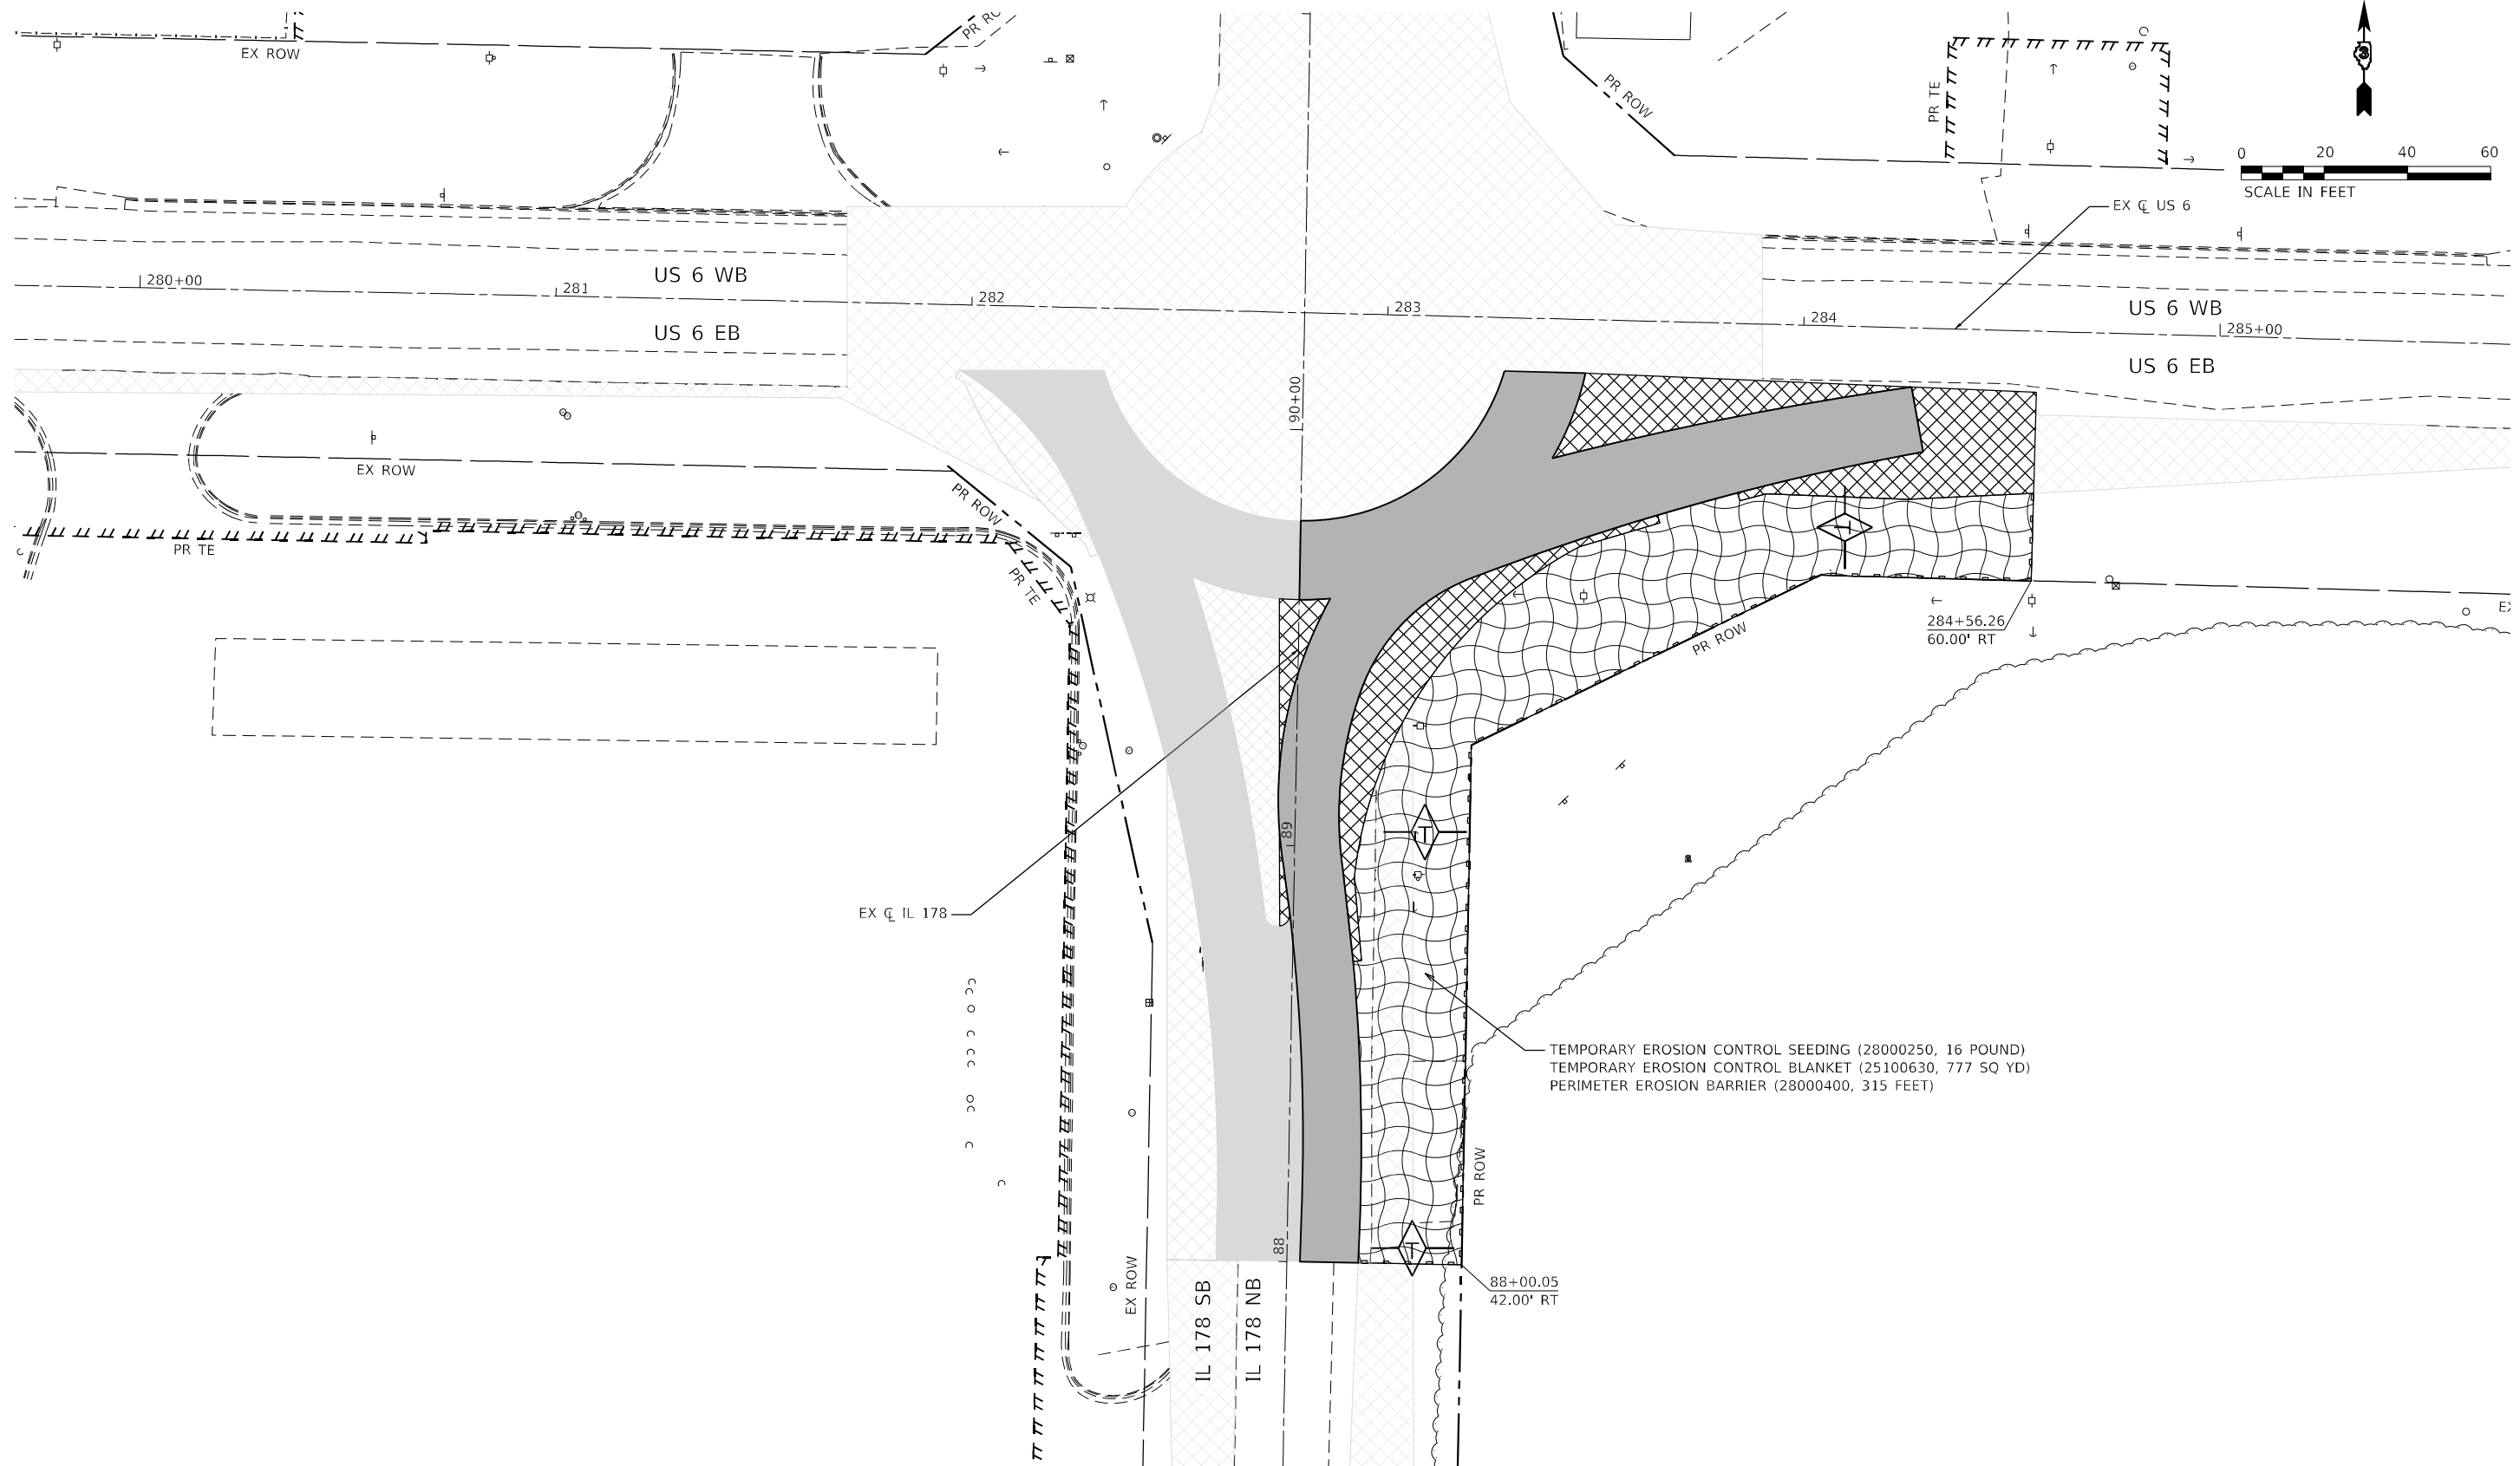 EX ROW
PR RO
PR ROW
PR TE
3
0 20 40 60
SCALE IN FEET
EX ℄ US 6
280+00
281
US 6 WB
282
283
284
US 6 WB
285+00
US 6 EB
US 6 EB
90+00
EX ROW
PR ROW
PR TE
PR TE
T
284+56.26
60.00' RT
EX
PR ROW
T
89
EX ℄ IL 178
TEMPORARY EROSION CONTROL SEEDING (28000250, 16 POUND)
TEMPORARY EROSION CONTROL BLANKET (25100630, 777 SQ YD)
PERIMETER EROSION BARRIER (28000400, 315 FEET)
PR ROW
88
T
EX ROW
IL 178 SB
IL 178 NB
88+00.05
42.00' RT